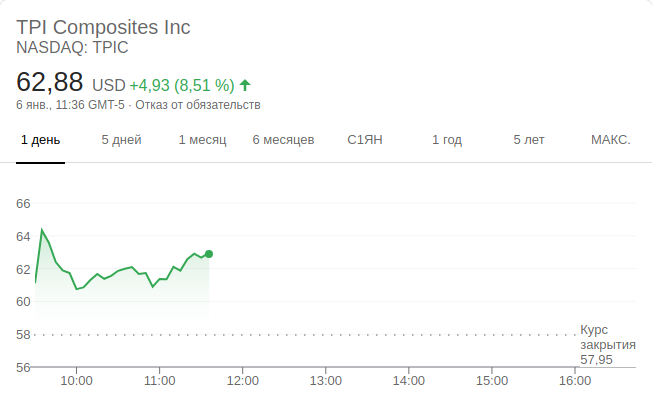 TPI Composites Inc
NASDAQ: TPIC
62,88 USD +4,93 (8,51 %)
6 янв., 11:36 GMT-5 · Отказ от обязательств
1 день 5 дней 1 месяц 6 месяцев С1ЯН 1 год 5 лет МАКС.
66
64
62
60
58
56
Курс
закрытия
57,95
10:00 11:00 12:00 13:00 14:00 15:00 16:00